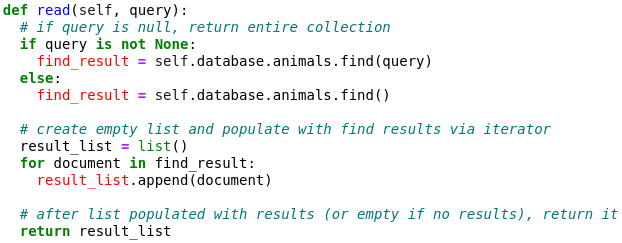 def read(self, query):
  # if query is null, return entire collection
  if query is not None:
    find_result = self.database.animals.find(query)
  else:
    find_result = self.database.animals.find()

  # create empty list and populate with find results via iterator
  result_list = list()
  for document in find_result:
    result_list.append(document)

  # after list populated with results (or empty if no results), return it
  return result_list